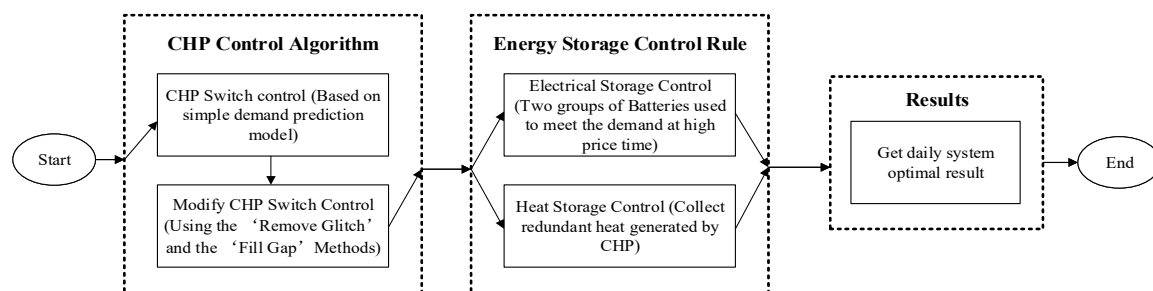 Start
CHP Control Algorithm
CHP Switch control (Based on
simple demand prediction
model)
Modify CHP Switch Control
(Using the ‘Remove Glitch’
and the ‘Fill Gap’ Methods)
Energy Storage Control Rule
Electrical Storage Control
(Two groups of Batteries used
to meet the demand at high
price time)
Heat Storage Control (Collect
redundant heat generated by
CHP)
Results
Get daily system
optimal result
End